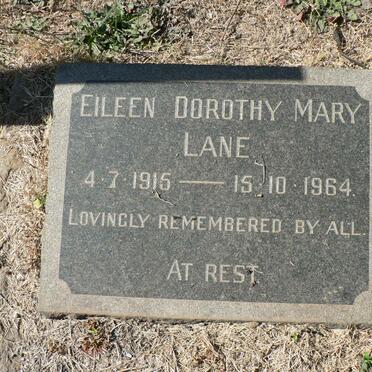 EILEEN DOROTHY MARY
LANE
4·7·1915 — 15·10·1964.
LOVINGLY REMEMBERED BY ALL.
AT REST